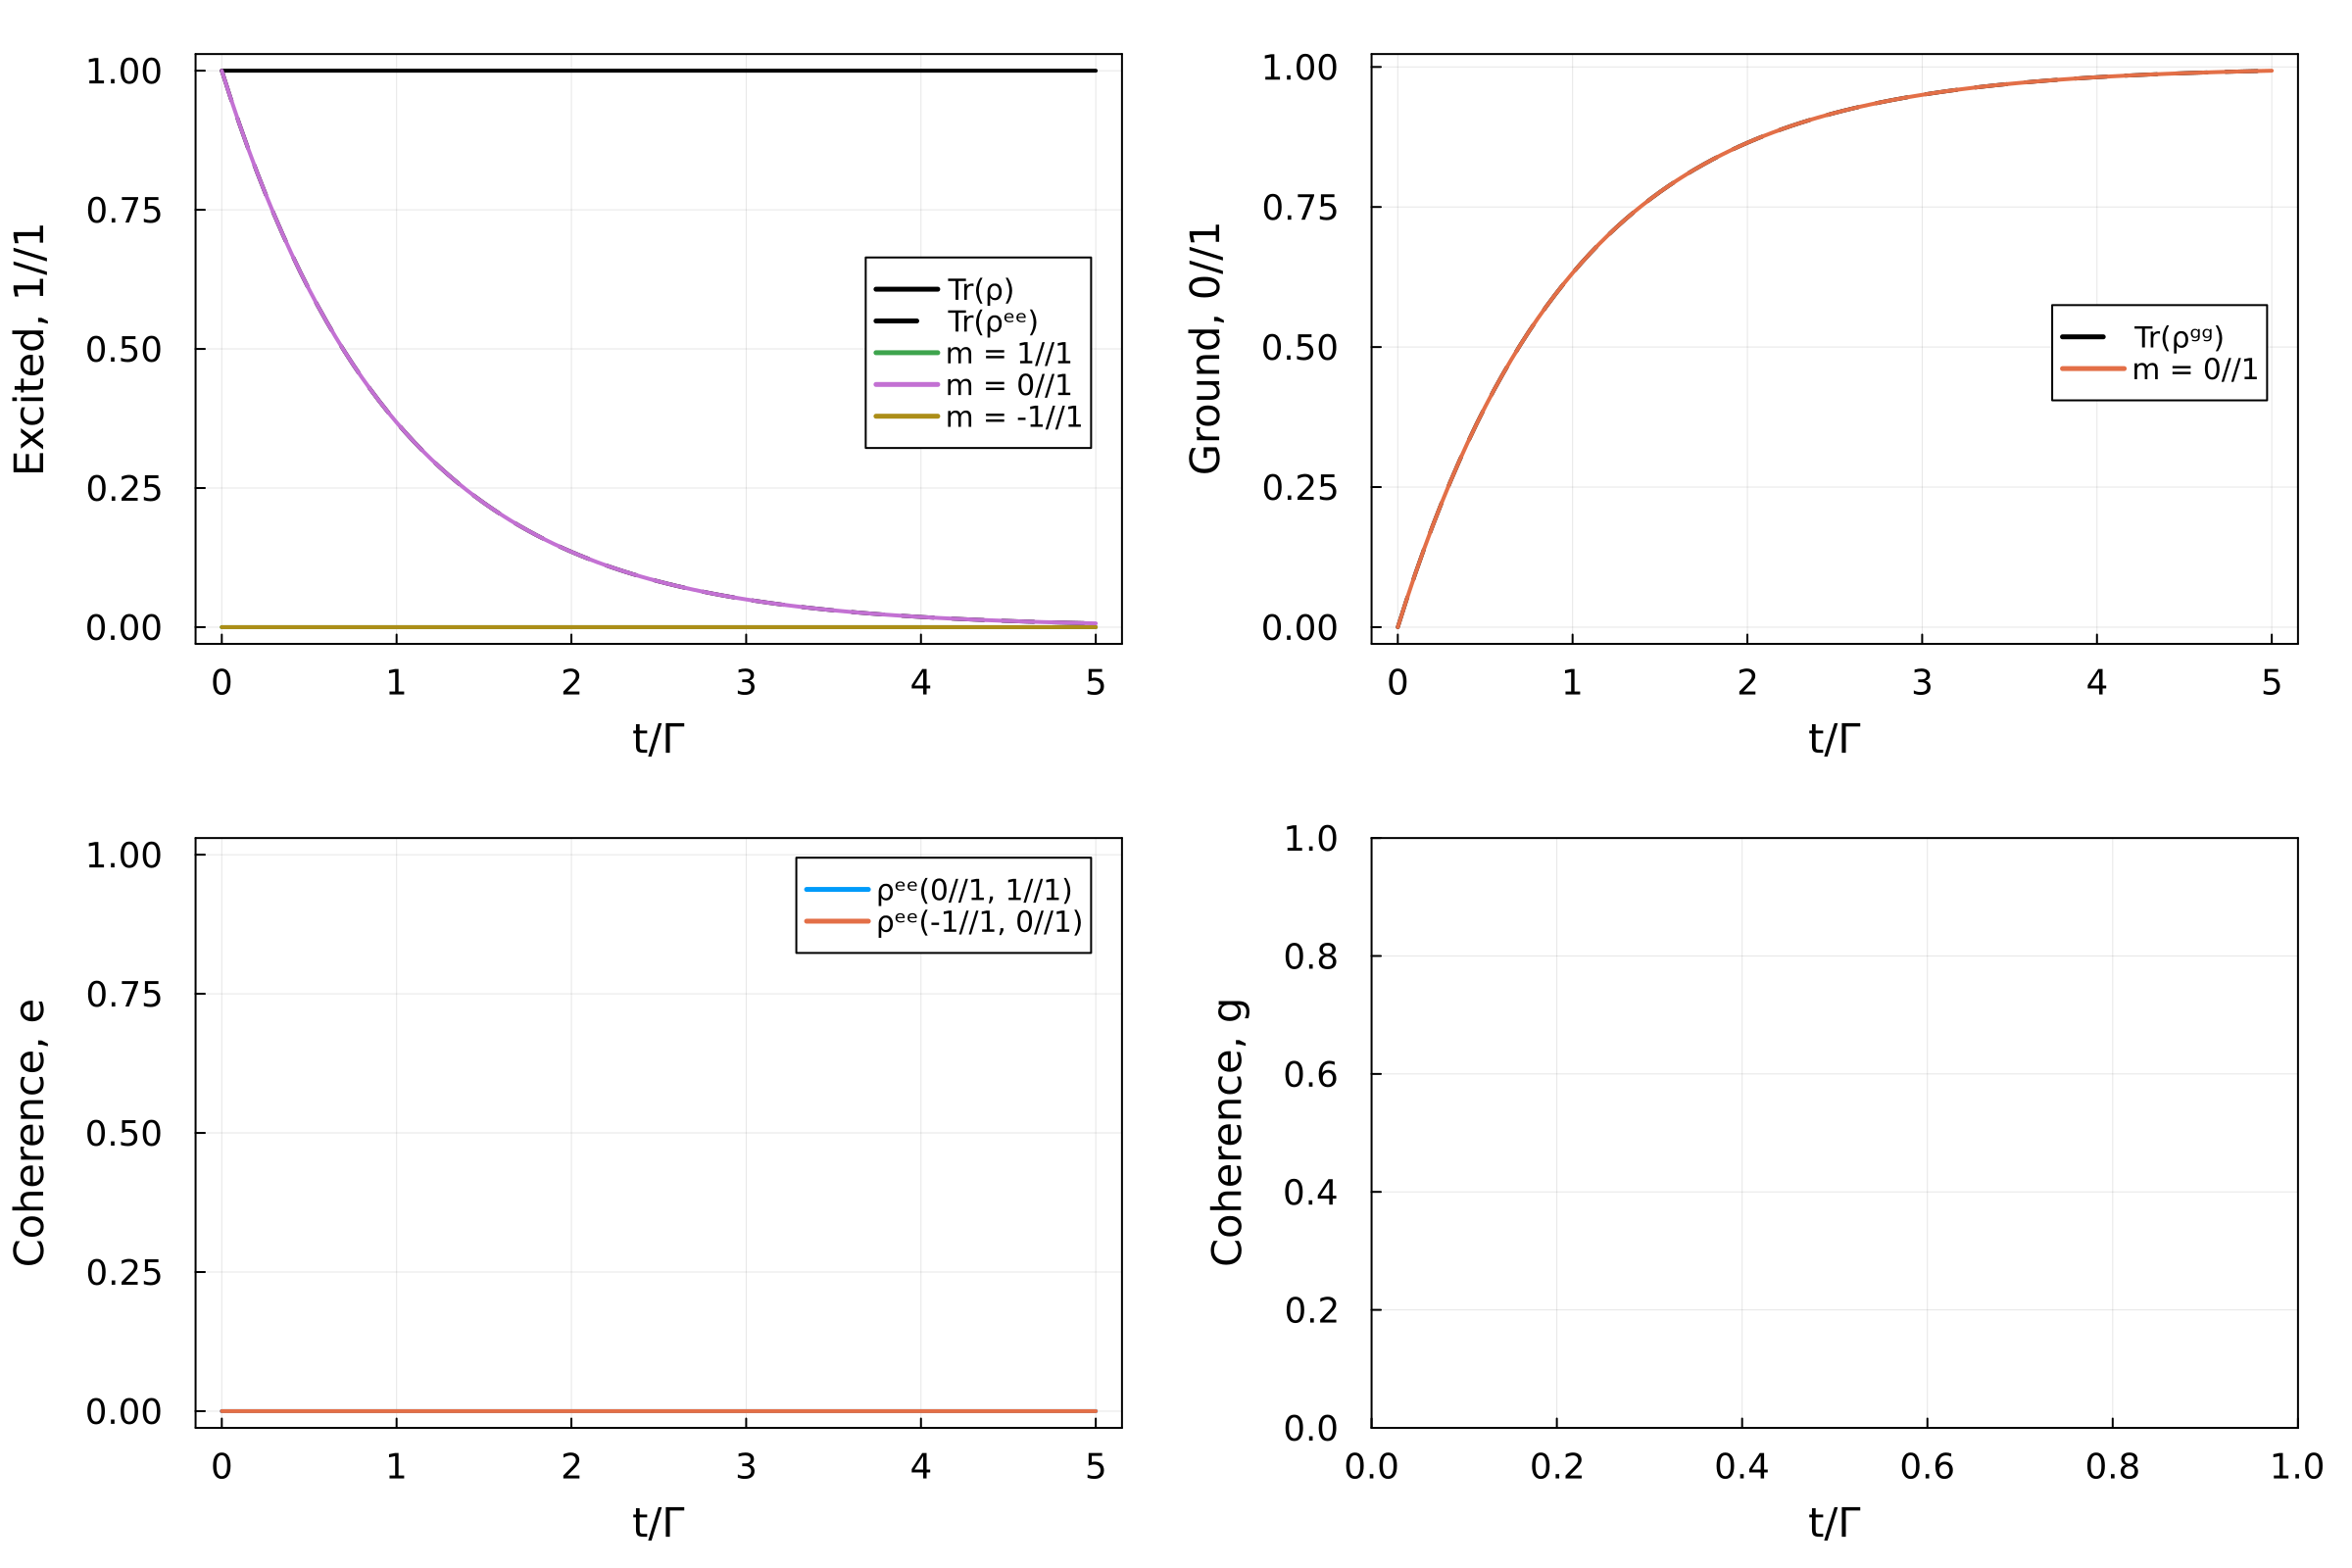 Excited, 1//1
1.00
0.75
0.50
0.25
0.00
Tr(ρ)
Tr(ρᵉᵉ)
m = 1//1
m = 0//1
m = -1//1
0 1 2 3 4 5
t/Γ
Ground, 0//1
1.00
0.75
0.50
0.25
0.00
Tr(ρᵍᵍ)
m = 0//1
0 1 2 3 4 5
t/Γ
Coherence, e
1.00
0.75
0.50
0.25
0.00
ρᵉᵉ(0//1, 1//1)
ρᵉᵉ(-1//1, 0//1)
0 1 2 3 4 5
t/Γ
Coherence, g
1.0
0.8
0.6
0.4
0.2
0.0
0.0 0.2 0.4 0.6 0.8 1.0
t/Γ